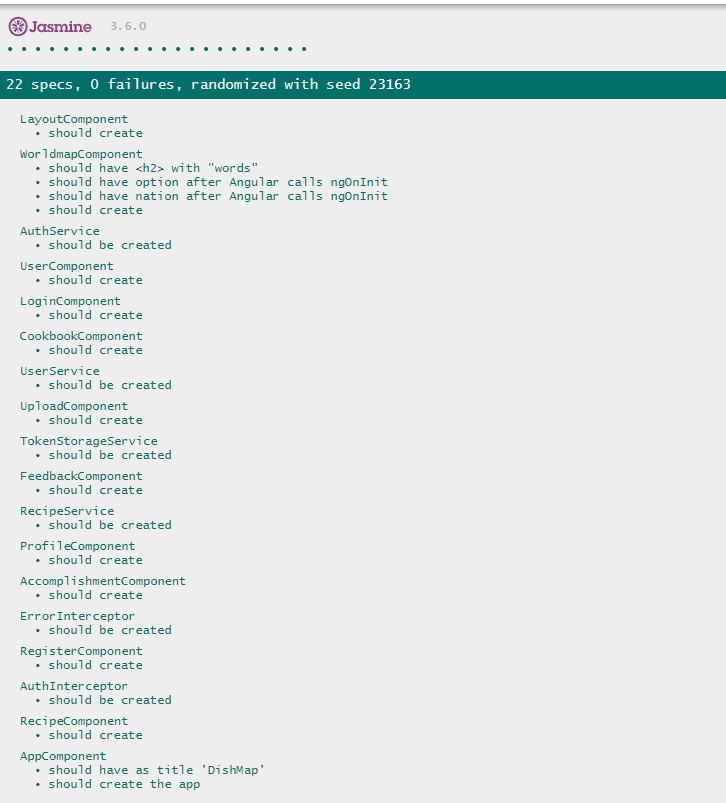 Jasmine 3.6.0
• • • • • • • • • • • • • • • • • • • • • •
22 specs, 0 failures, randomized with seed 23163
LayoutComponent
• should create
WorldmapComponent
• should have <h2> with "words"
• should have option after Angular calls ngOnInit
• should have nation after Angular calls ngOnInit
• should create
AuthService
• should be created
UserComponent
• should create
LoginComponent
• should create
CookbookComponent
• should create
UserService
• should be created
UploadComponent
• should create
TokenStorageService
• should be created
FeedbackComponent
• should create
RecipeService
• should be created
ProfileComponent
• should create
AccomplishmentComponent
• should create
ErrorInterceptor
• should be created
RegisterComponent
• should create
AuthInterceptor
• should be created
RecipeComponent
• should create
AppComponent
• should have as title 'DishMap'
• should create the app